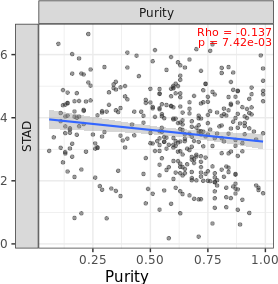 Purity
Rho = -0.137
p = 7.42e-03
STAD
6
4
2
0
0.25 0.50 0.75 1.00
Purity